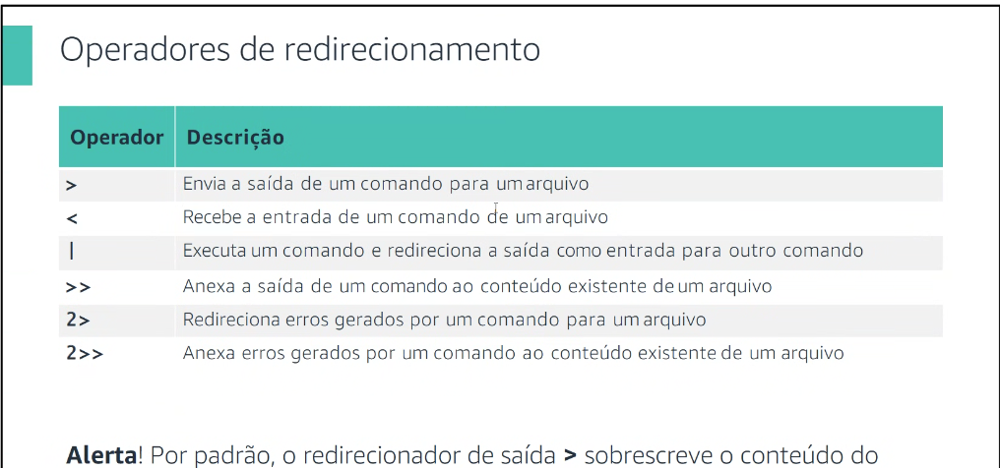 Operadores de redirecionamento
Operador Descrição
> Envia a saída de um comando para um arquivo
< Recebe a entrada de um comando de um arquivo
| Executa um comando e redireciona a saída como entrada para outro comando
>> Anexa a saída de um comando ao conteúdo existente de um arquivo
2> Redireciona erros gerados por um comando para um arquivo
2>> Anexa erros gerados por um comando ao conteúdo existente de um arquivo
Alerta! Por padrão, o redirecionador de saída > sobrescreve o conteúdo do